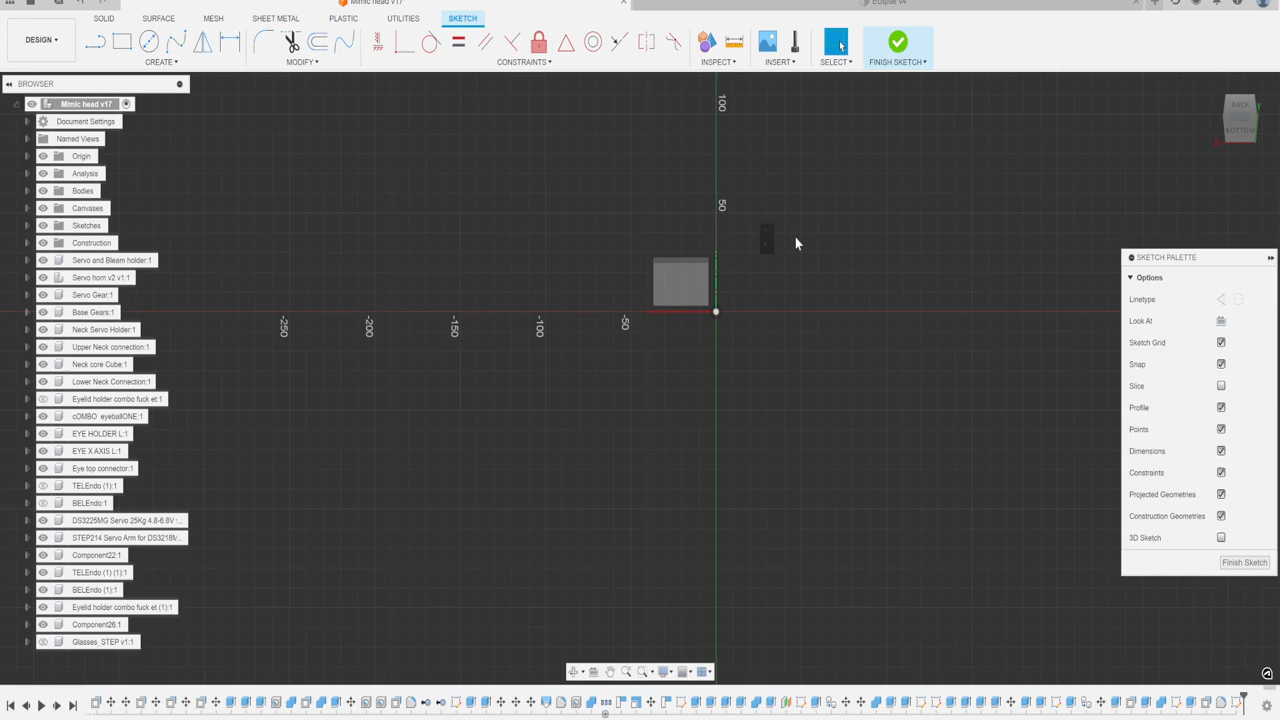 Mimic head v17
Eclipse v4
SOLID
SURFACE
MESH
SHEET METAL
PLASTIC
UTILITIES
SKETCH
DESIGN
CREATE
MODIFY
CONSTRAINTS
INSPECT
INSERT
SELECT
FINISH SKETCH
BROWSER
Mimic head v17
Document Settings
Named Views
Origin
Analysis
Bodies
Canvases
Sketches
Construction
Servo and Bleam holder:1
Servo horn v2 v1:1
Servo Gear:1
Base Gears:1
Neck Servo Holder:1
Upper Neck connection:1
Neck core Cube:1
Lower Neck Connection:1
Eyelid holder combo fuck et:1
cOMBO eyeballONE:1
EYE HOLDER L:1
EYE X AXIS L:1
Eye top connector:1
TELEndo (1):1
BELEndo:1
DS3225MG Servo 25Kg 4.8-6.8V v...
STEP214 Servo Arm for DS3218M...
Component22:1
TELEndo (1) (1):1
BELEndo (1):1
Eyelid holder combo fuck et (1):1
Component26:1
Glasses_STEP v1:1
100
50
-250
-200
-150
-100
-50
BACK
BOTTOM
Y
SKETCH PALETTE
Options
Linetype
Look At
Sketch Grid
Snap
Slice
Profile
Points
Dimensions
Constraints
Projected Geometries
Construction Geometries
3D Sketch
Finish Sketch